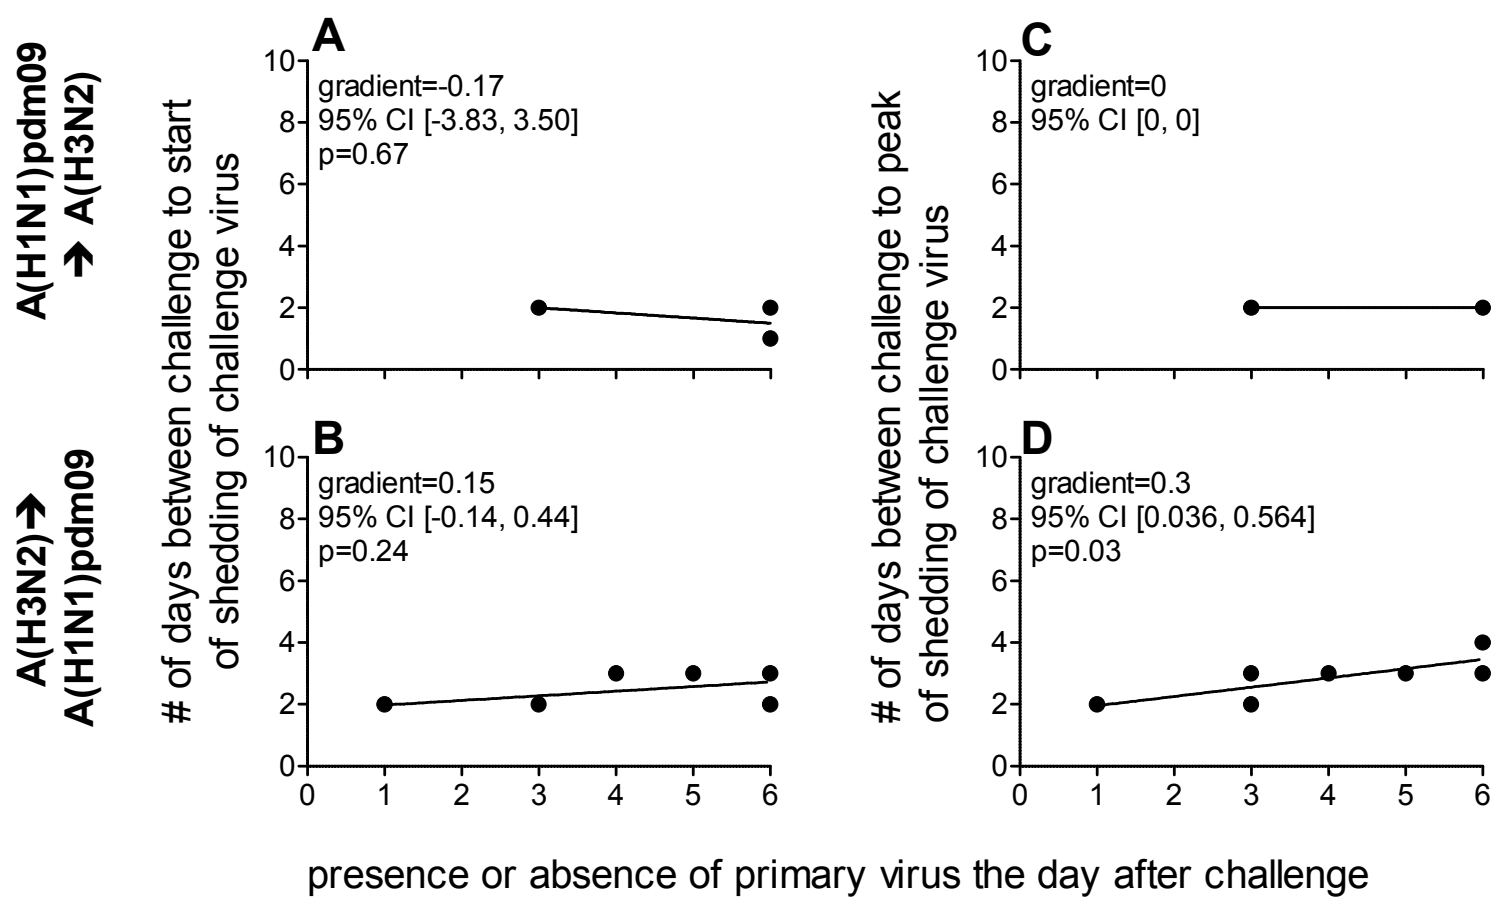 A(H1N1)pdm09
➔ A(H3N2)
# of days between challenge to start
of shedding of challenge virus
A
gradient=-0.17
95% CI [-3.83, 3.50]
p=0.67
10
8
6
4
2
0
# of days between challenge to peak
of shedding of challenge virus
C
gradient=0
95% CI [0, 0]
10
8
6
4
2
0
A(H3N2)➔
A(H1N1)pdm09
B
gradient=0.15
95% CI [-0.14, 0.44]
p=0.24
10
8
6
4
2
0
0 1 2 3 4 5 6
D
gradient=0.3
95% CI [0.036, 0.564]
p=0.03
10
8
6
4
2
0
0 1 2 3 4 5 6
presence or absence of primary virus the day after challenge